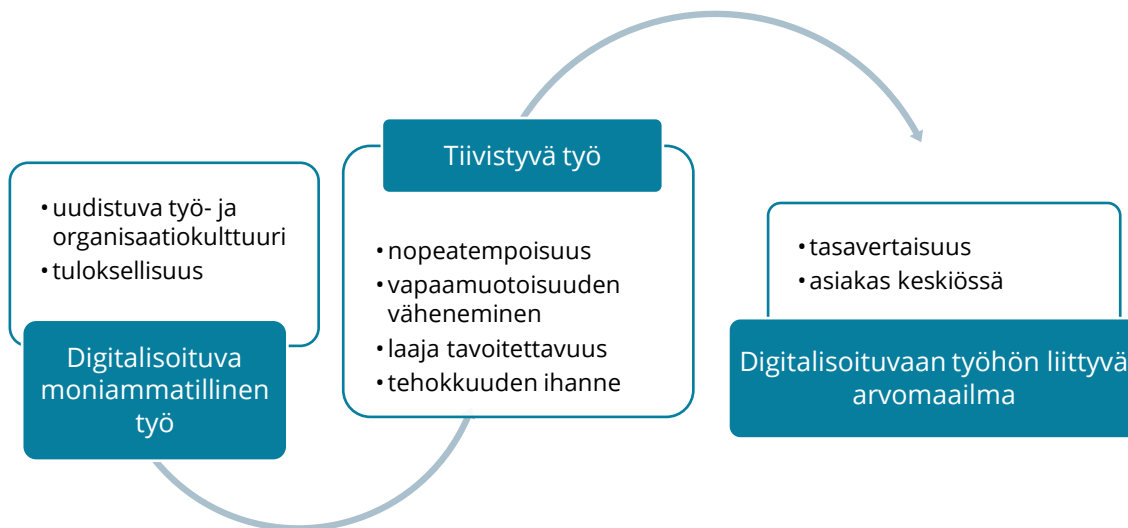 • uudistuva työ- ja
organisaatiokulttuuri
• tuloksellisuus
Digitalisoituva
moniammatillinen
työ
Tiivistyvä työ
• nopeatempoisuus
• vapaamuotoisuuden
väheneminen
• laaja tavoitettavuus
• tehokkuuden ihanne
• tasavertaisuus
• asiakas keskiössä
Digitalisoituvaan työhön liittyvä
arvomaailma